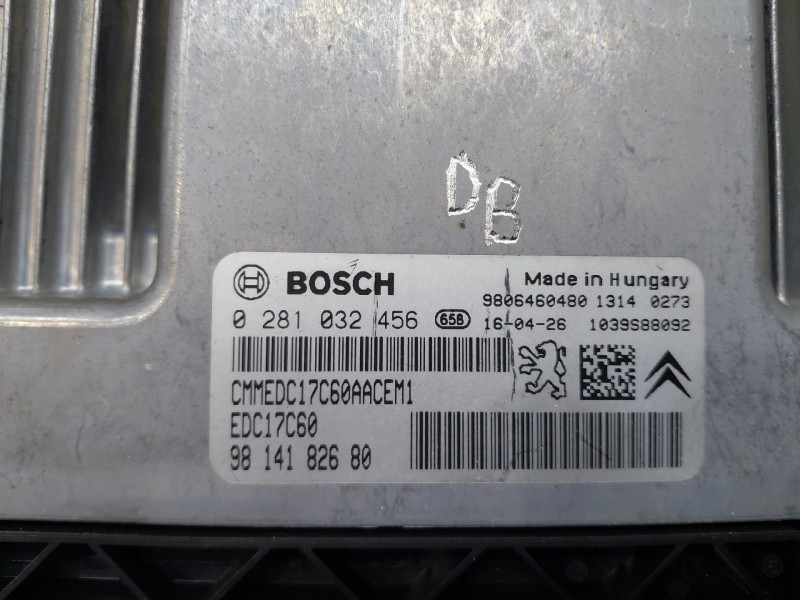 DB
BOSCH
Made in Hungary
9806460480 1314 0273
0 281 032 456 658 16-04-26 1039S88092
CMMEDC17C60AACEM1
EDC17C60
98 141 826 80